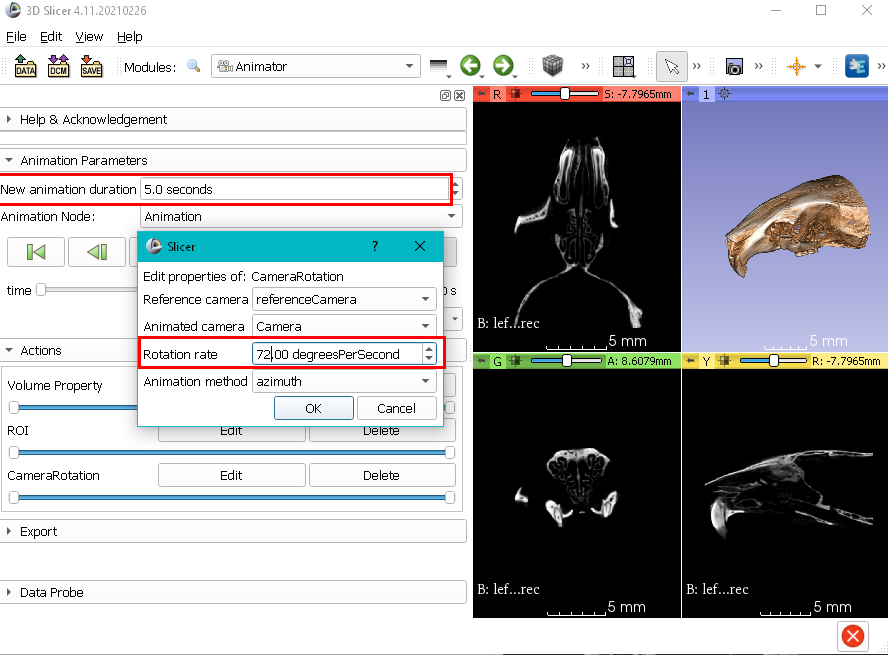 3D Slicer 4.11.20210226
File Edit View Help
DATA DCM SAVE Modules: Animator
Help & Acknowledgement
Animation Parameters
New animation duration 5.0 seconds
Animation Node: Animation
time 0 s
Slicer ?
Edit properties of: CameraRotation
Reference camera referenceCamera
Animated camera Camera
Rotation rate 72.00 degreesPerSecond
Animation method azimuth
OK Cancel
Actions
Volume Property
ROI Edit Delete
CameraRotation Edit Delete
Export
Data Probe
R S: -7.7965mm
B: lef...rec
5 mm
1
5 mm
G A: 8.6079mm
B: lef...rec
5 mm
Y R: -7.7965mm
B: lef...rec
5 mm